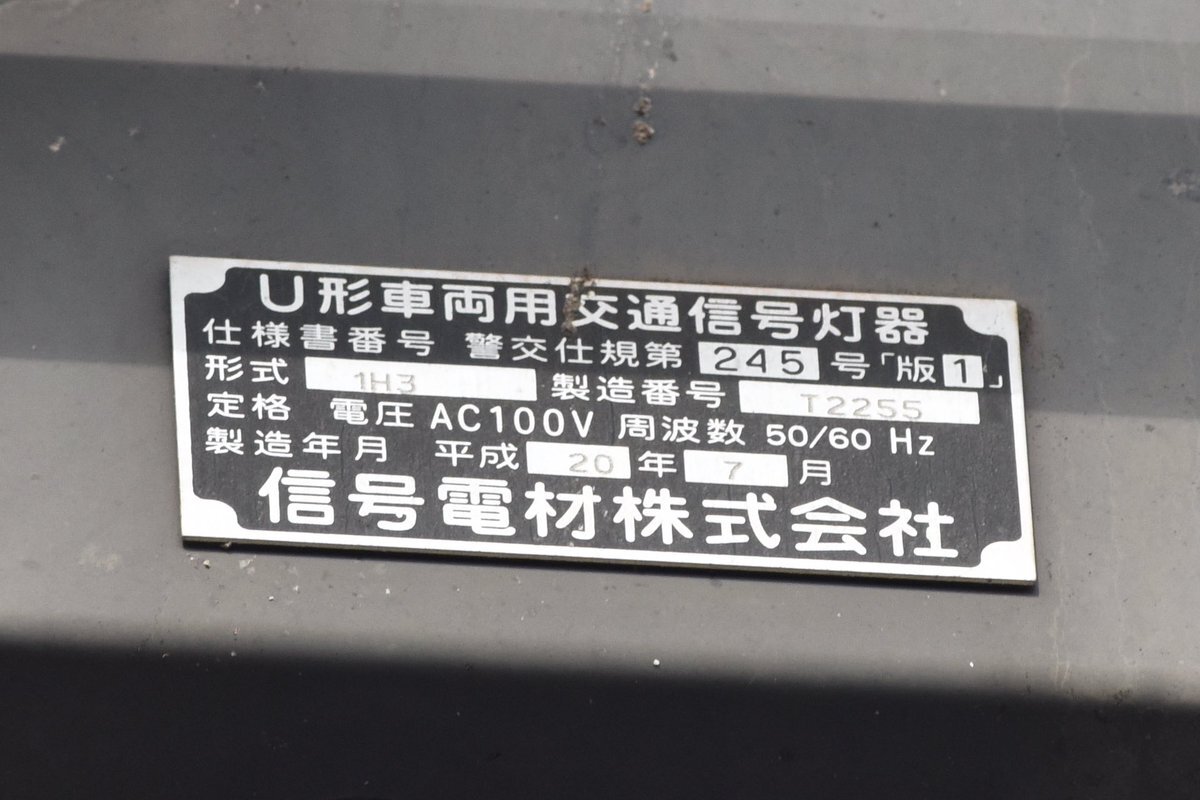 U形車両用交通信号灯器
仕様書番号 警交仕規第 245 号「版1」
形式 1H3 製造番号 T2255
定格 電圧 AC100V 周波数 50/60 Hz
製造年月 平成 20 年 7 月
信号電材株式会社